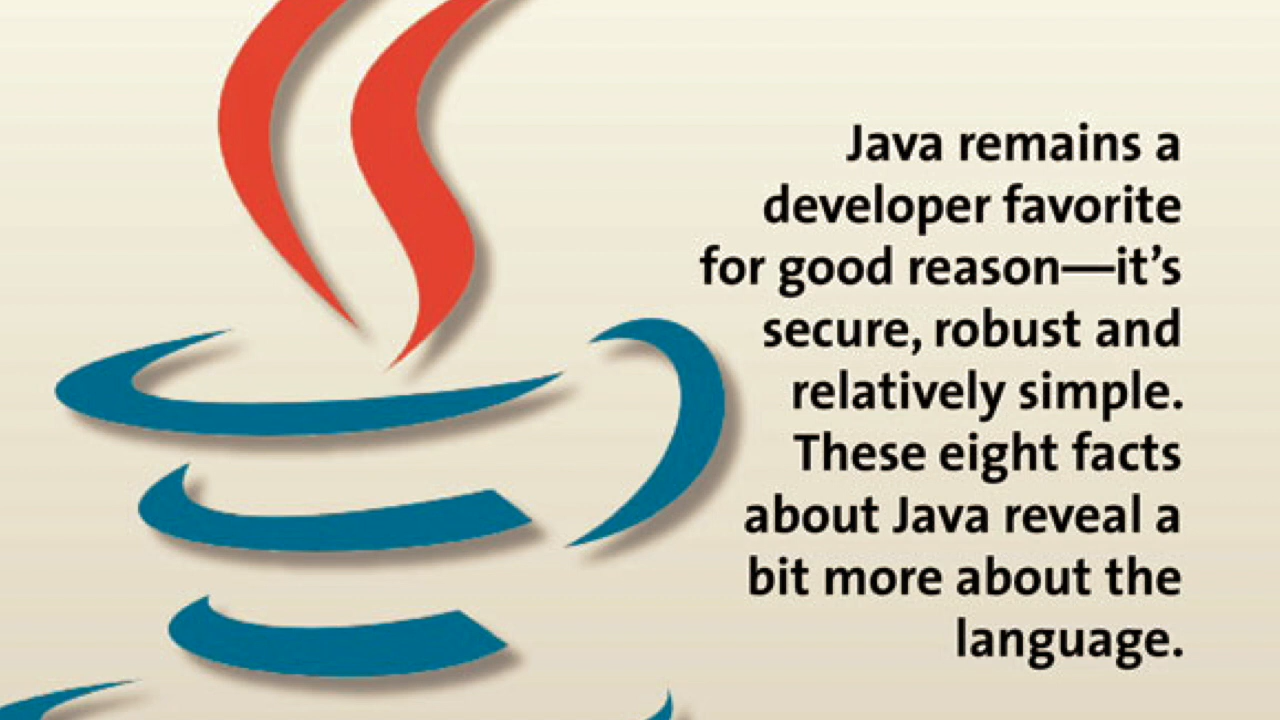 Java remains a
developer favorite
for good reason—it’s
secure, robust and
relatively simple.
These eight facts
about Java reveal a
bit more about the
language.